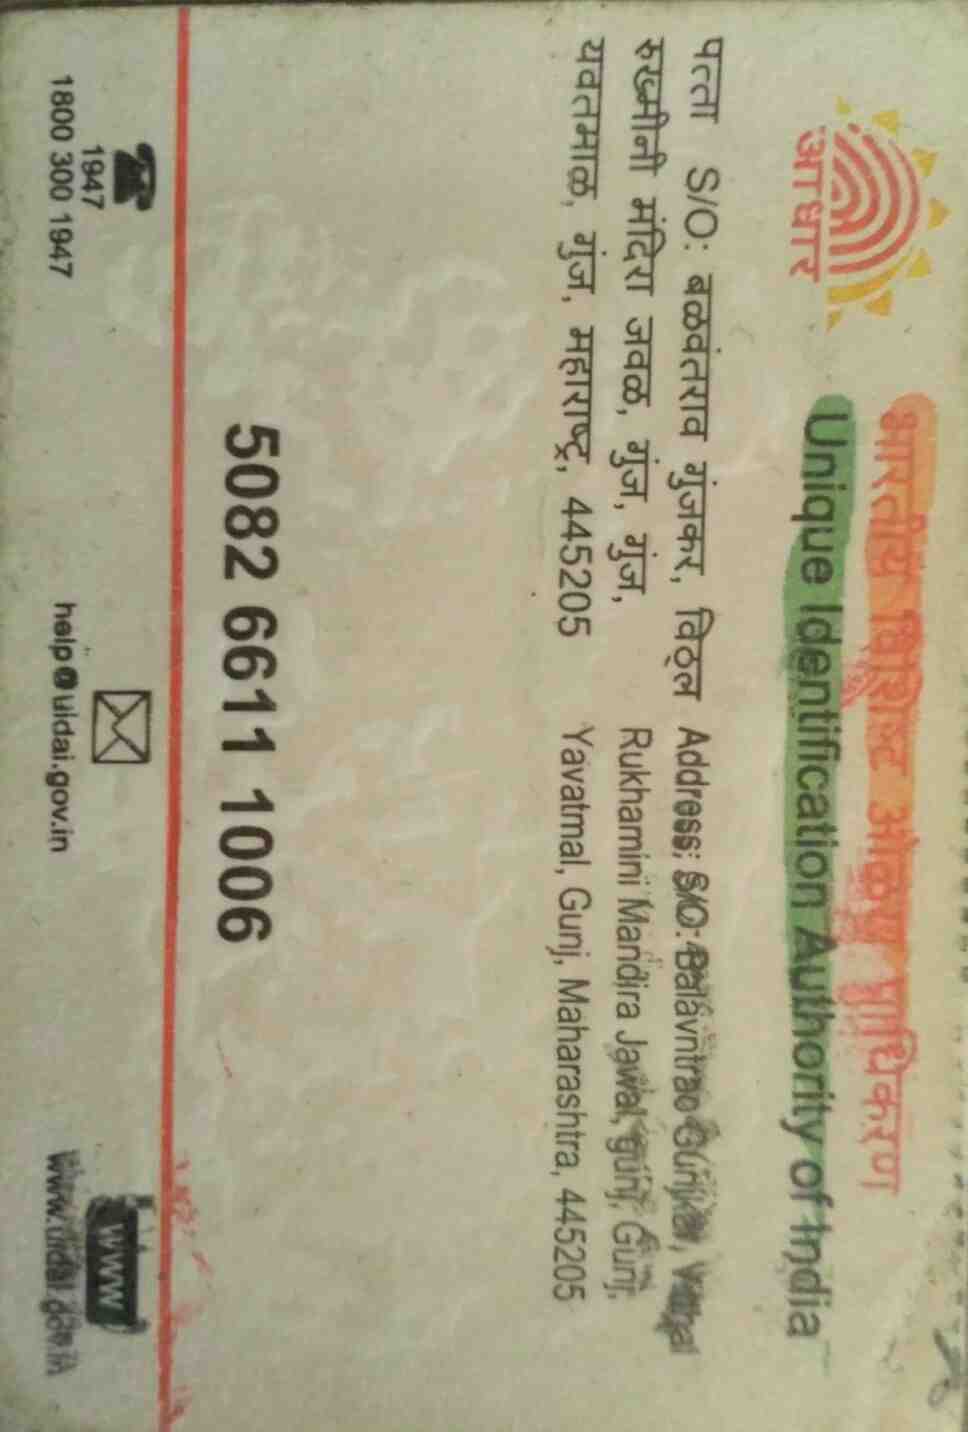 आधार
भारतीय विशिष्ट ओळख प्राधिकरण
Unique Identification Authority of India
पत्ता S/O: बळवंतराव गुंजकर, विठ्ल
रुख्मीनी मंदिरा जवळ, गुंज, गुंज,
यवतमाळ, गुंज, महाराष्ट्र, 445205
Address: S/O: Balavntrao Gunjkar,
Rukhamini Mandira Jawal, gunj, Gunj,
Yavatmal, Gunj, Maharashtra, 445205
5082 6611 1006
1947
1800 300 1947
help@uidai.gov.in
www
www.uidai.gov.in